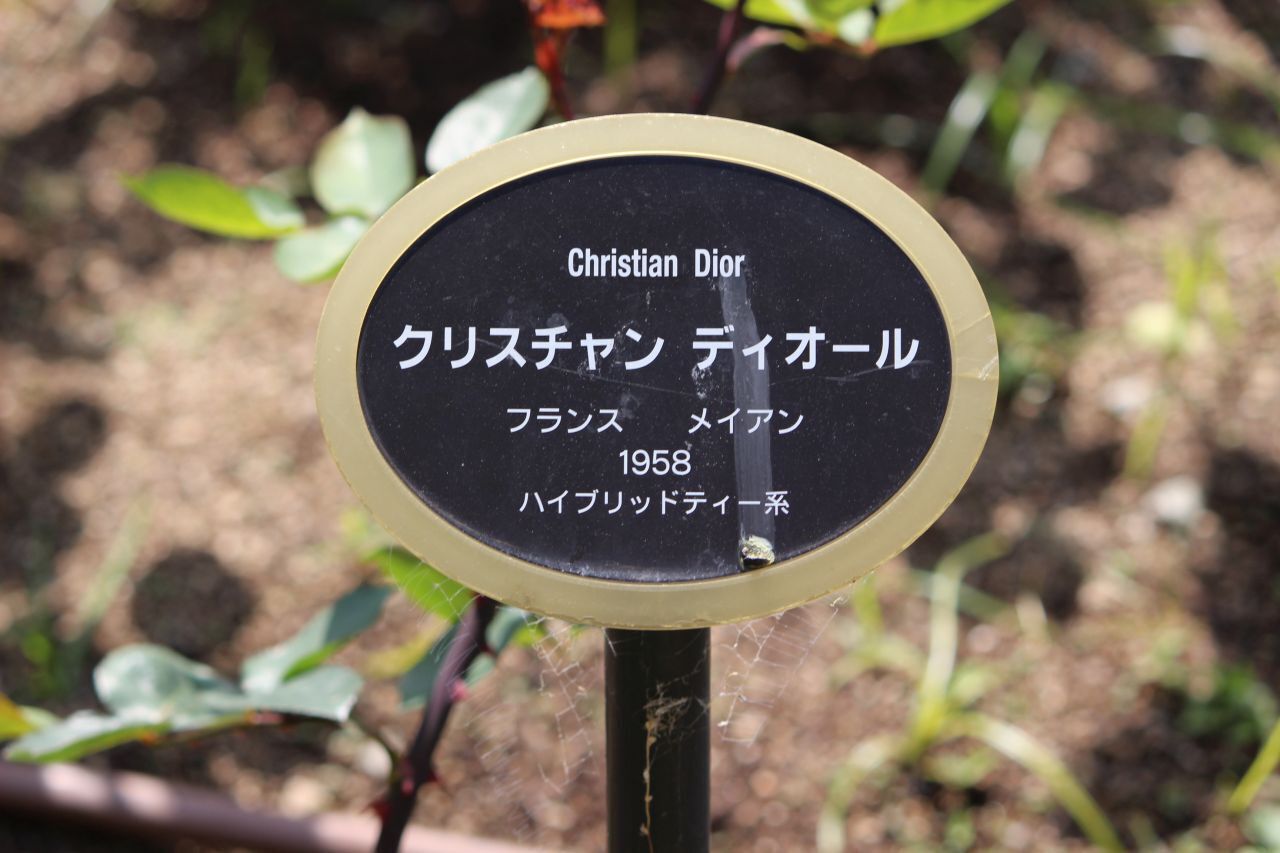 Christian Dior
クリスチャン ディオール
フランス　メイアン
1958
ハイブリッドティー系